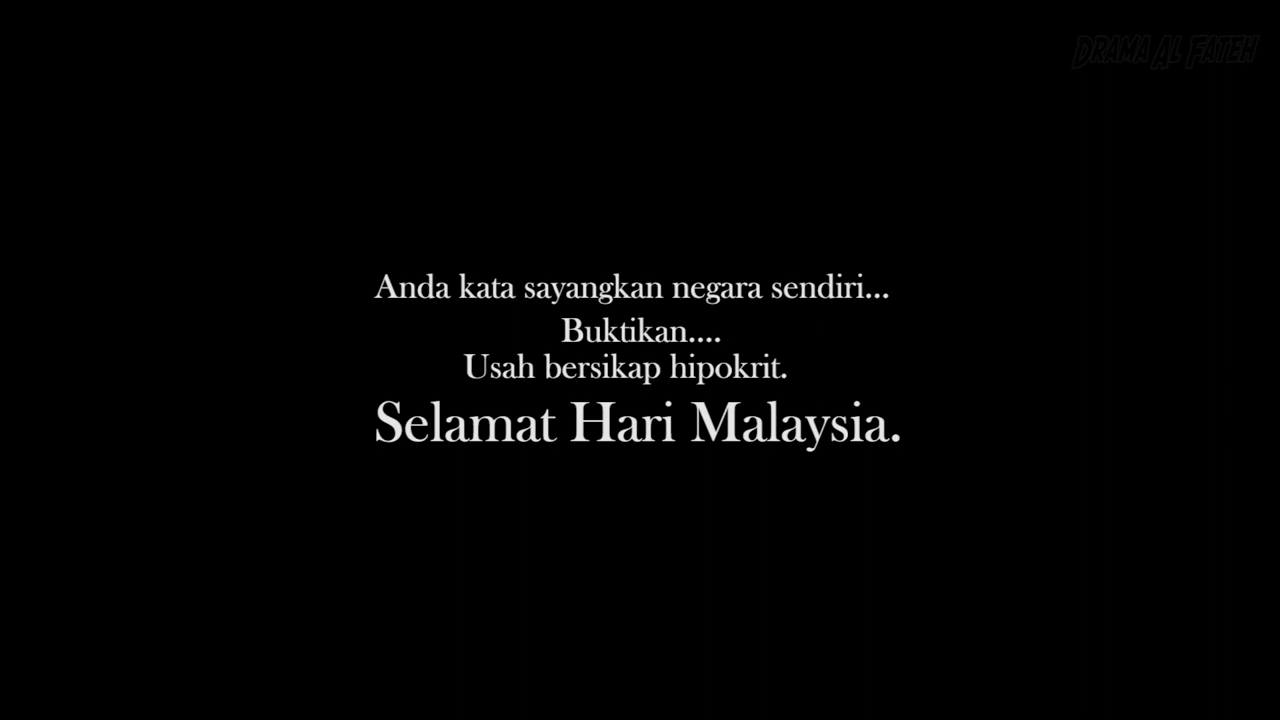 Drama Al Fateh
Anda kata sayangkan negara sendiri...
Buktikan....
Usah bersikap hipokrit.
Selamat Hari Malaysia.